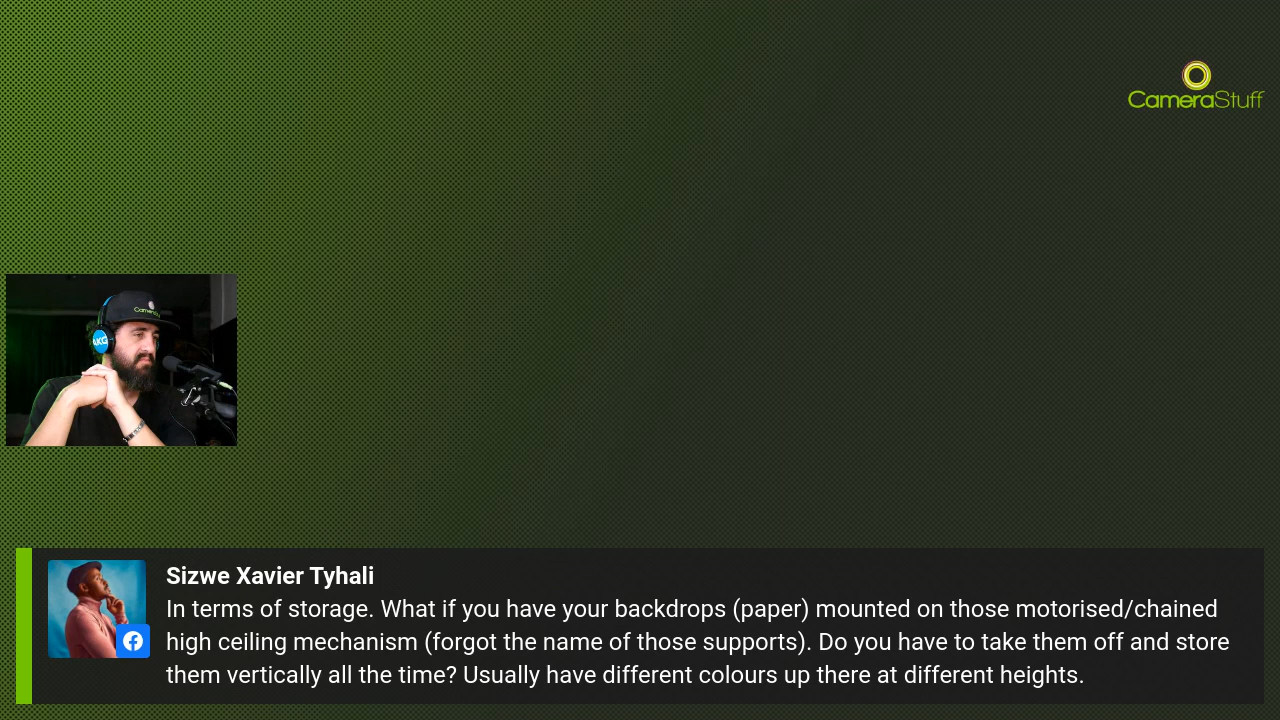 CameraStuff
AKG
Sizwe Xavier Tyhali
In terms of storage. What if you have your backdrops (paper) mounted on those motorised/chained
high ceiling mechanism (forgot the name of those supports). Do you have to take them off and store
them vertically all the time? Usually have different colours up there at different heights.